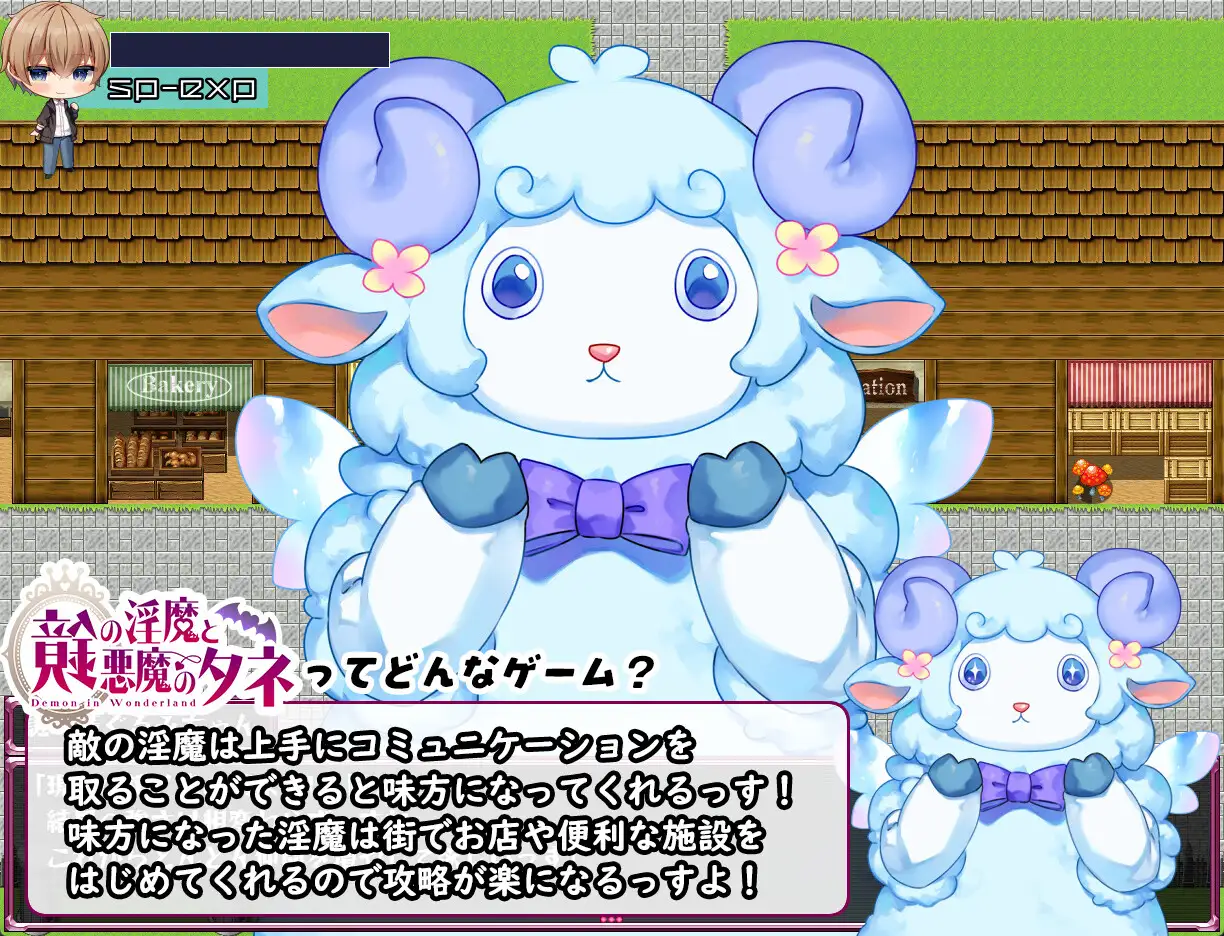 sp-exp
Bakery
ation
の淫魔と
悪魔のタネ
Demon in Wonderland
ってどんなゲーム？
敵の淫魔は上手にコミュニケーションを
取ることができると味方になってくれるっす！
味方になった淫魔は街でお店や便利な施設を
はじめてくれるので攻略が楽になるっすよ！